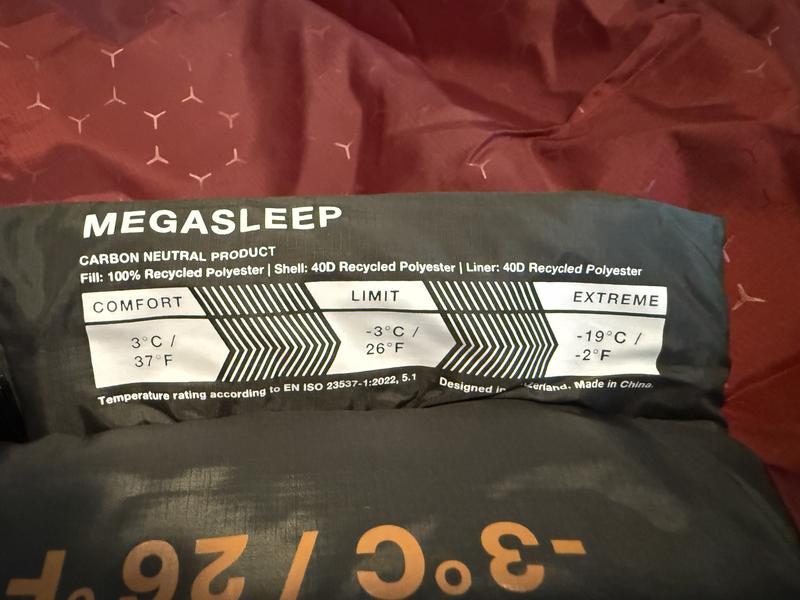 MEGASLEEP
CARBON NEUTRAL PRODUCT
Fill: 100% Recycled Polyester | Shell: 40D Recycled Polyester | Liner: 40D Recycled Polyester
COMFORT LIMIT EXTREME
3°C / -3°C / -19°C /
37°F 26°F -2°F
Temperature rating according to EN ISO 23537-1:2022, 5.1 Designed in Made in China.
-3°C / 26°F